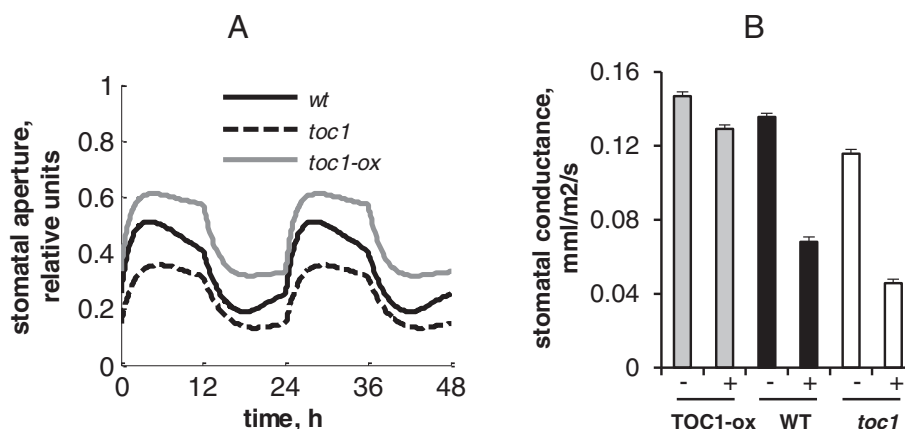 A
stomatal aperture,
relative units
1
0.8
0.6
0.4
0.2
0
0 12 24 36 48
time, h
wt
toc1
toc1-ox
B
stomatal conductance,
mml/m2/s
0.16
0.12
0.08
0.04
0
- + - + - +
TOC1-ox WT toc1